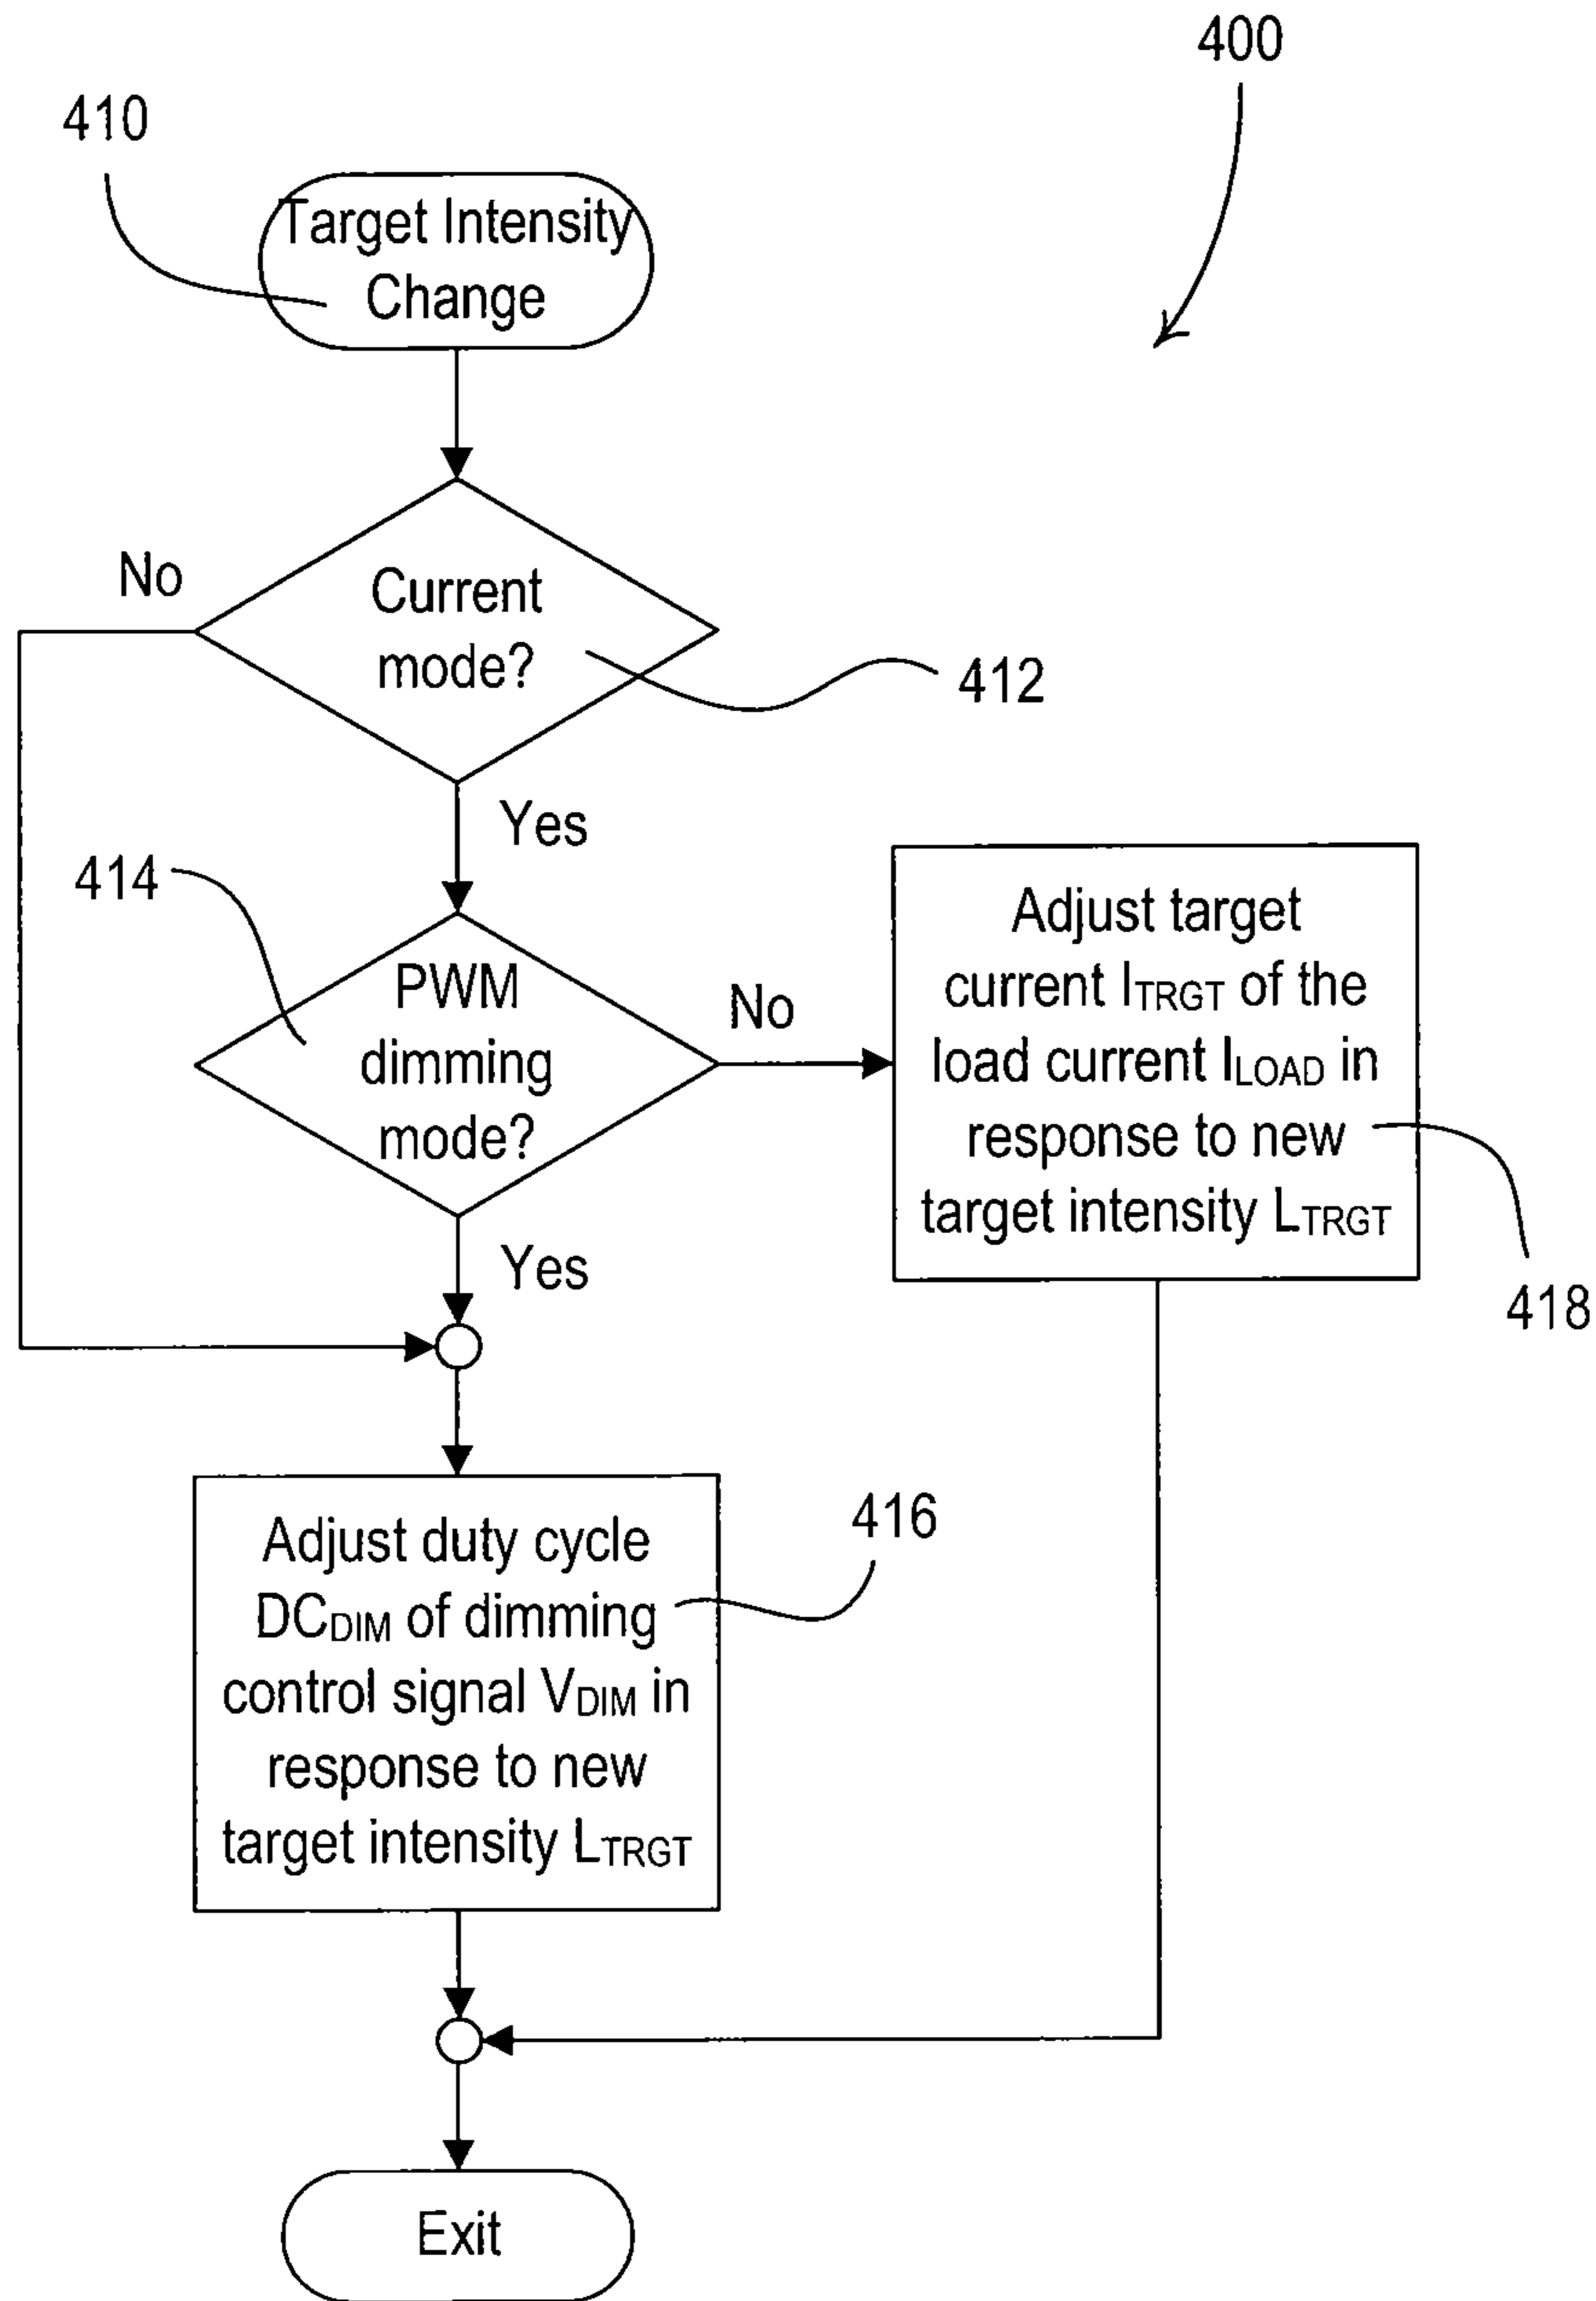 400
410
Target Intensity
Change
No
Current
mode?
412
Yes
414
PWM
dimming
mode?
No
Adjust target
current ITRGT of the
load current ILOAD in
response to new
target intensity LTRGT
418
Yes
416
Adjust duty cycle
DCDIM of dimming
control signal VDIM in
response to new
target intensity LTRGT
Exit